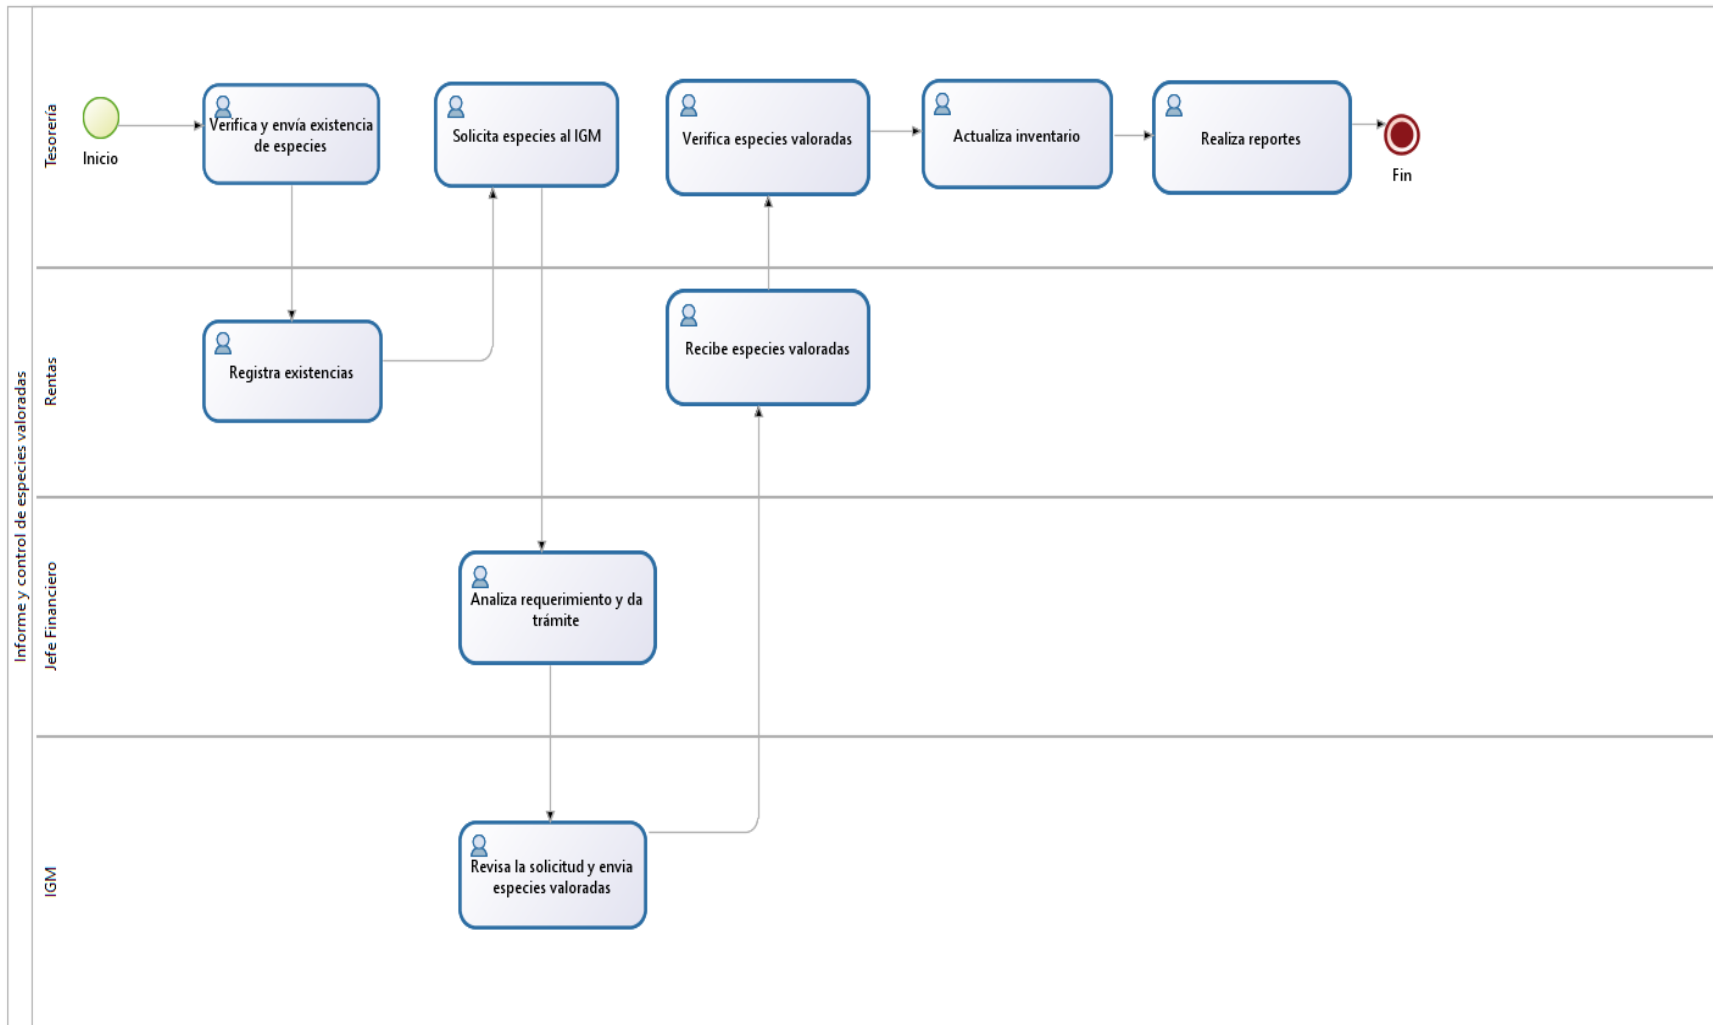 Informe y control de especies valoradas
Tesorería
Inicio
Verifica y envía existencia
de especies
Solicita especies al IGM
Verifica especies valoradas
Actualiza inventario
Realiza reportes
Fin
Rentas
Registra existencias
Recibe especies valoradas
Jefe Financiero
Analiza requerimiento y da
trámite
IGM
Revisa la solicitud y envia
especies valoradas